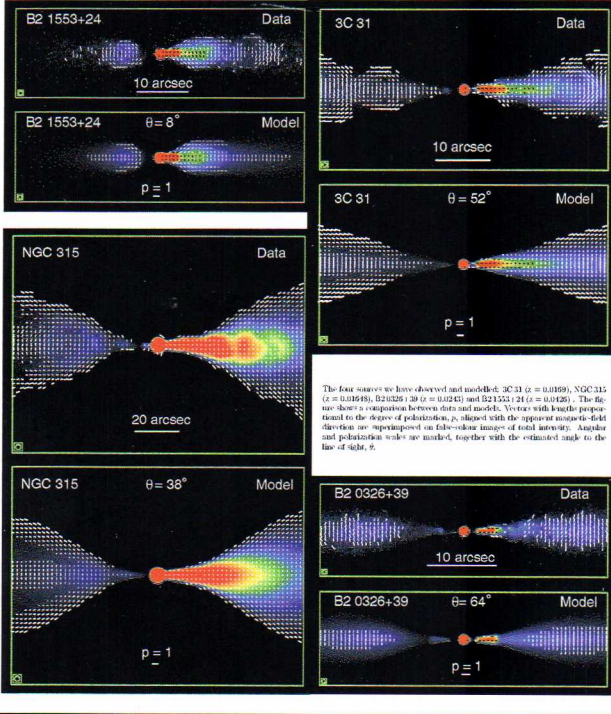 B2 1553+24 Data
10 arcsec
B2 1553+24 θ= 8° Model
p = 1
3C 31 Data
10 arcsec
3C 31 θ = 52° Model
p = 1
NGC 315 Data
20 arcsec
NGC 315 θ= 38° Model
p = 1
The four sources we have observed and modelled: 3C 31 (z = 0.0169), NGC 315
(z = 0.01648), B2 0326+39 (z = 0.0243) and B2 1553+24 (z = 0.0426). The fig-
ure shows a comparison between data and models. Vectors with lengths propor-
tional to the degree of polarization, p, aligned with the apparent magnetic-field
direction are superimposed on false-colour images of total intensity. Angular
and polarization scales are marked, together with the estimated angle to the
line of sight, θ.
B2 0326+39 Data
10 arcsec
B2 0326+39 θ= 64° Model
p = 1